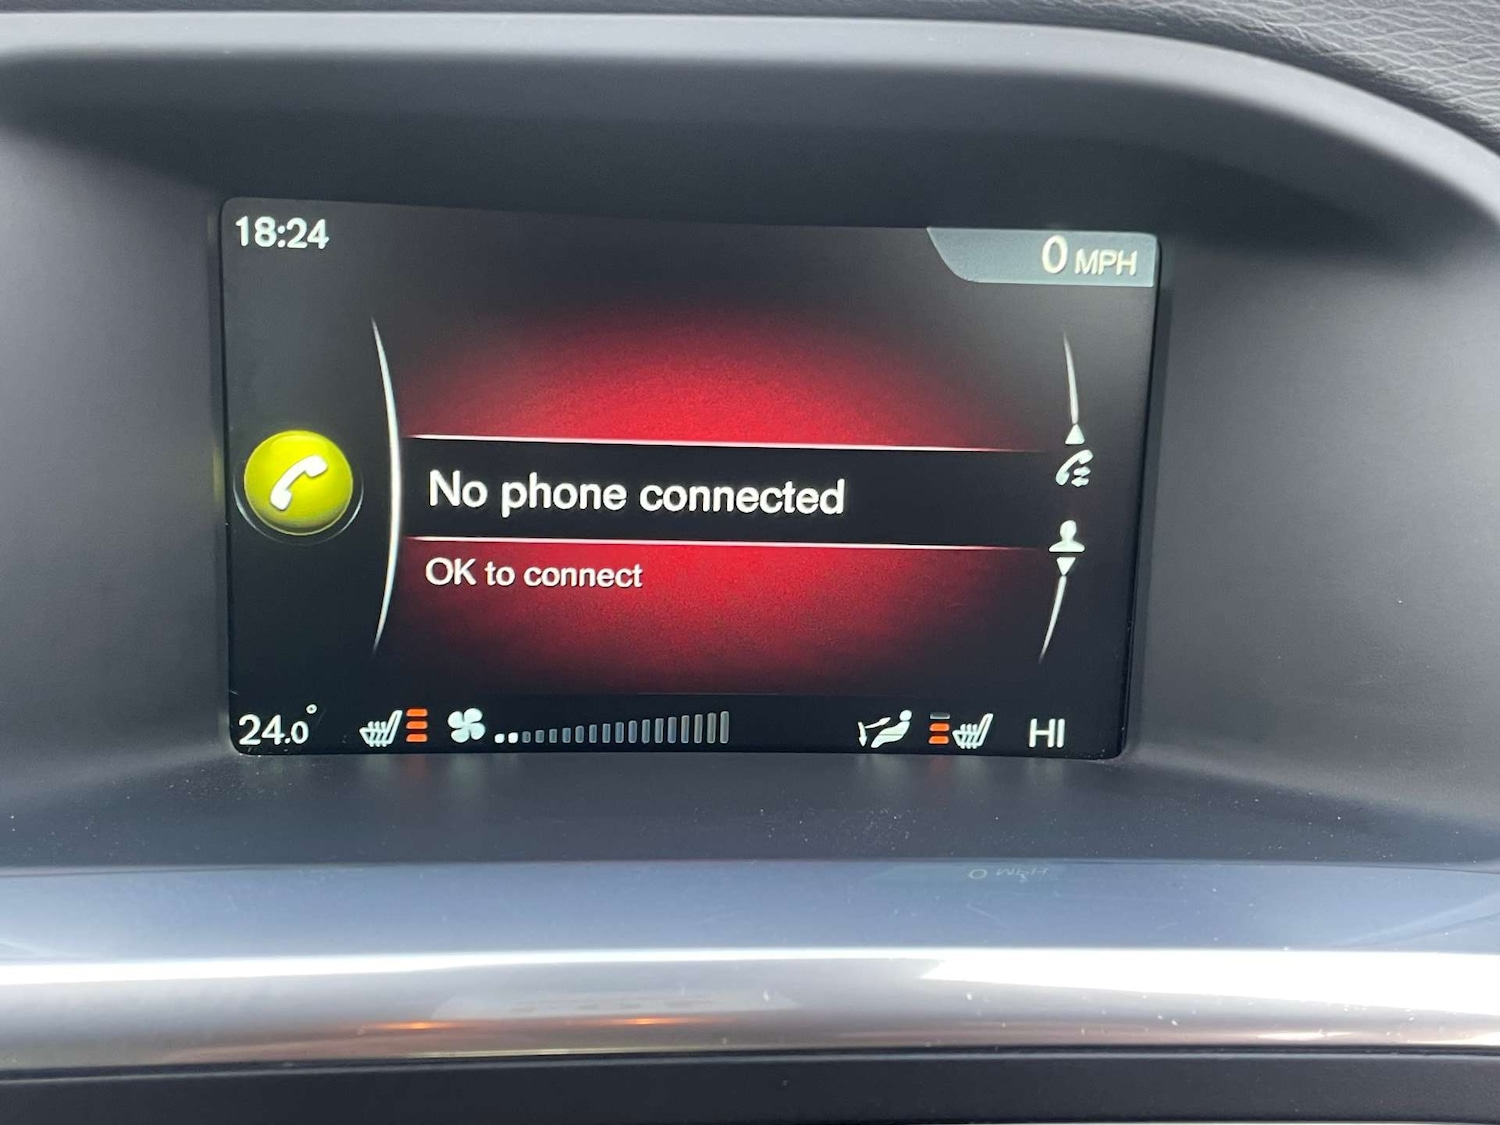 18:24
0 MPH
No phone connected
OK to connect
24.0°
HI